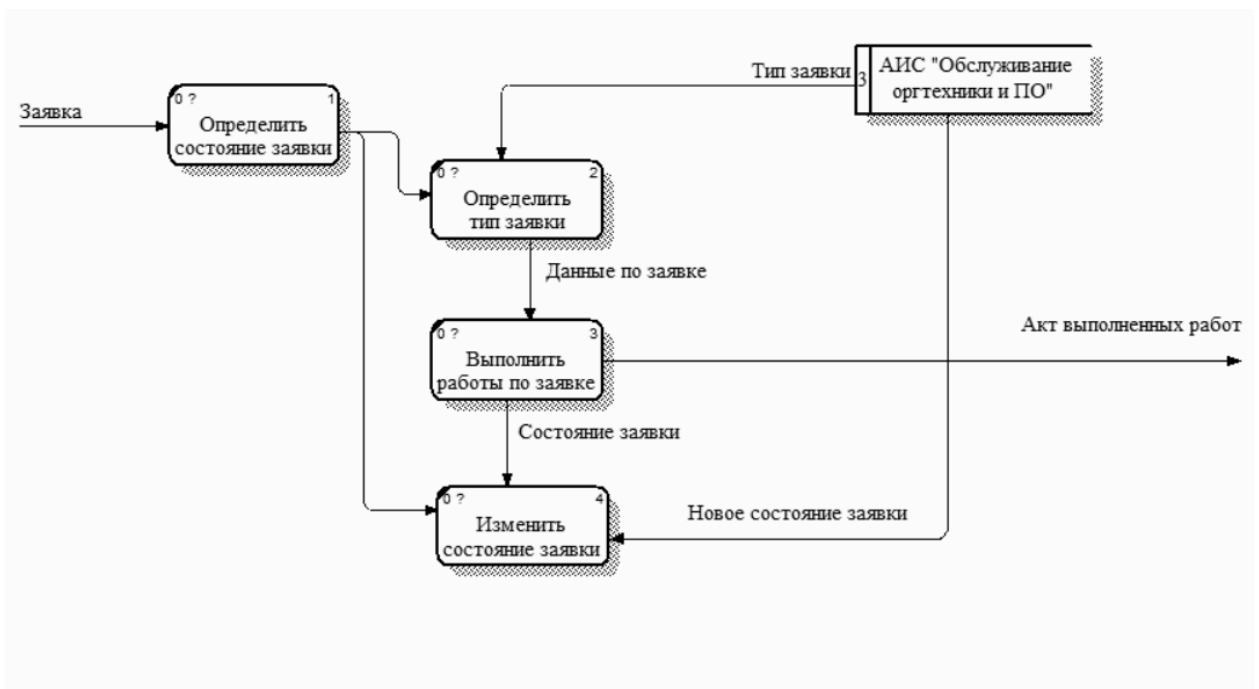 Тип заявки
3
АИС "Обслуживание
оргтехники и ПО"
Заявка
0 ?
1
Определить
состояние заявки
0 ?
2
Определить
тип заявки
Данные по заявке
0 ?
3
Выполнить
работы по заявке
Акт выполненных работ
Состояние заявки
0 ?
4
Изменить
состояние заявки
Новое состояние заявки